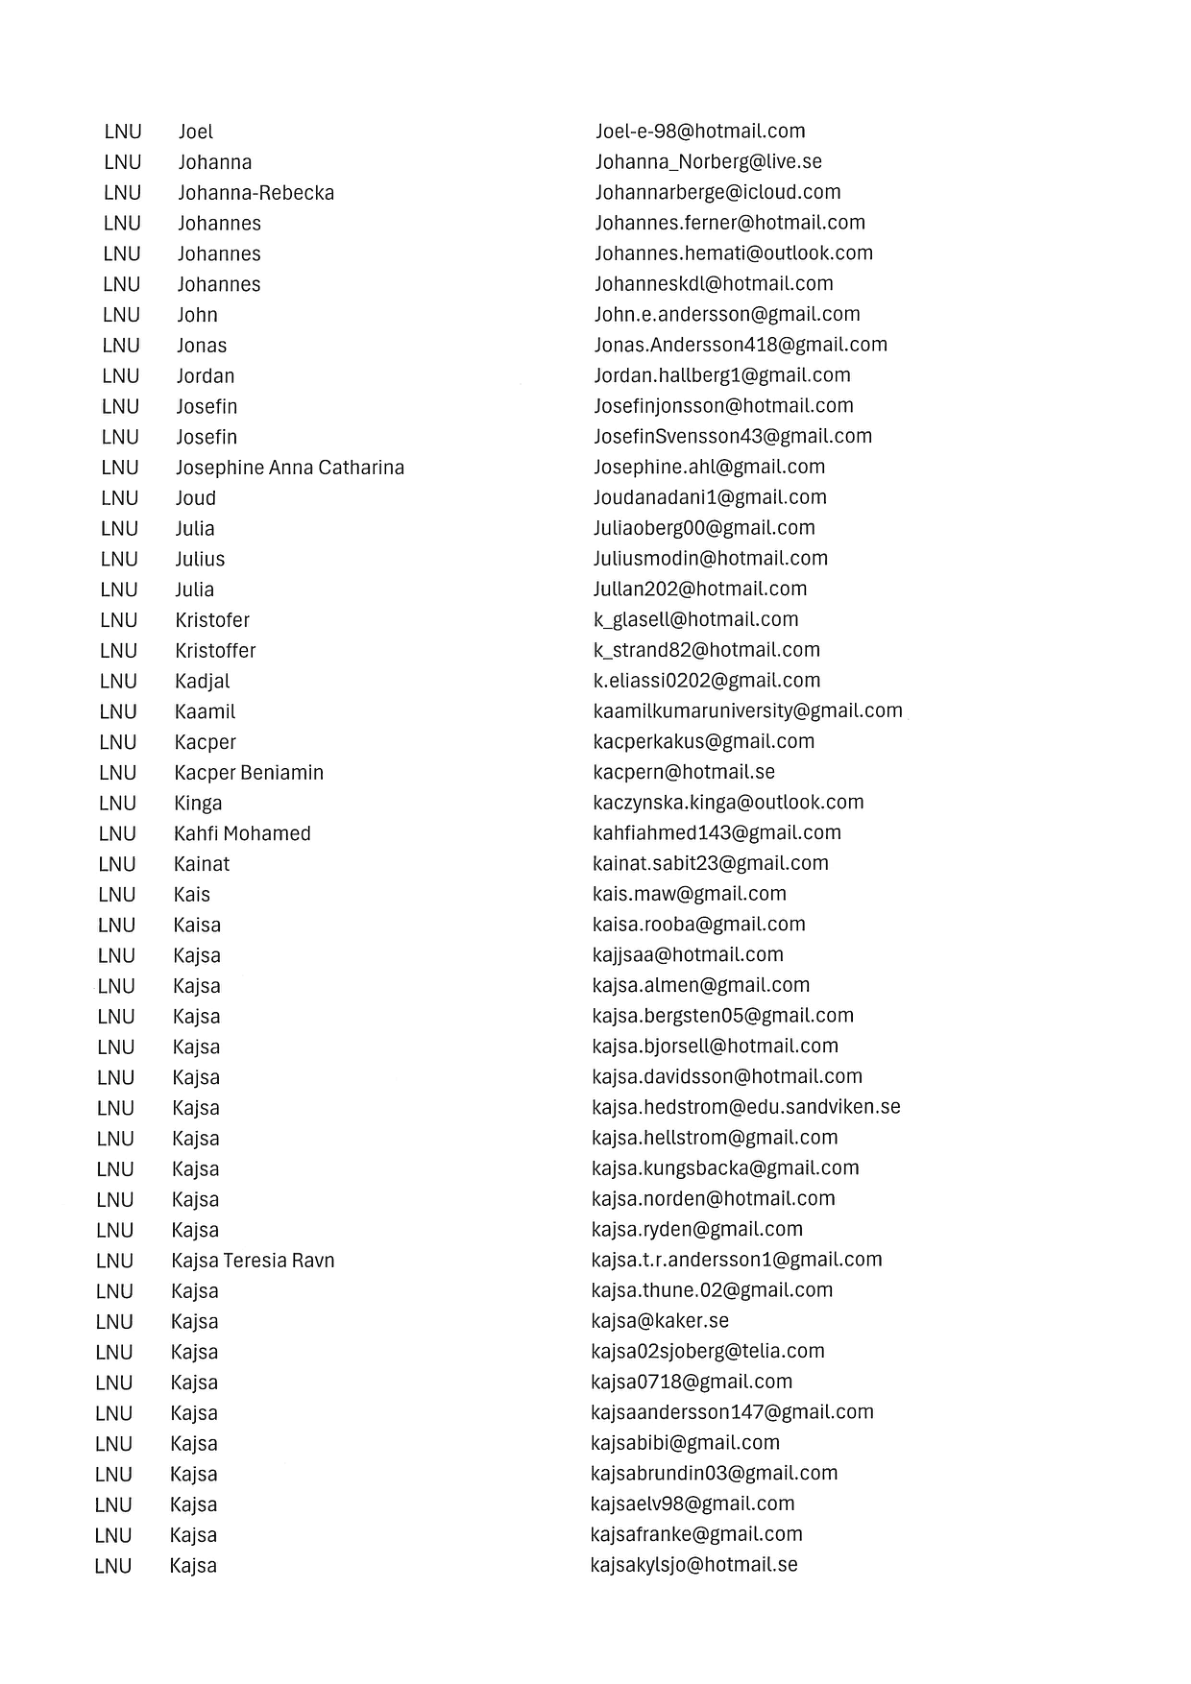 LNU Joel Joel-e-98@hotmail.com
LNU Johanna Johanna_Norberg@live.se
LNU Johanna-Rebecka Johannarberge@icloud.com
LNU Johannes Johannes.ferner@hotmail.com
LNU Johannes Johannes.hemati@outlook.com
LNU Johannes Johanneskdl@hotmail.com
LNU John John.e.andersson@gmail.com
LNU Jonas Jonas.Andersson418@gmail.com
LNU Jordan Jordan.hallberg1@gmail.com
LNU Josefin Josefinjonsson@hotmail.com
LNU Josefin JosefinSvensson43@gmail.com
LNU Josephine Anna Catharina Josephine.ahl@gmail.com
LNU Joud Joudanadani1@gmail.com
LNU Julia Juliaoberg00@gmail.com
LNU Julius Juliusmodin@hotmail.com
LNU Julia Jullan202@hotmail.com
LNU Kristofer k_glasell@hotmail.com
LNU Kristoffer k_strand82@hotmail.com
LNU Kadjal k.eliassi0202@gmail.com
LNU Kaamil kaamilkumaruniversity@gmail.com
LNU Kacper kacperkakus@gmail.com
LNU Kacper Beniamin kacpern@hotmail.se
LNU Kinga kaczynska.kinga@outlook.com
LNU Kahfi Mohamed kahfiahmed143@gmail.com
LNU Kainat kainat.sabit23@gmail.com
LNU Kais kais.maw@gmail.com
LNU Kaisa kaisa.rooba@gmail.com
LNU Kajsa kajjsaa@hotmail.com
LNU Kajsa kajsa.almen@gmail.com
LNU Kajsa kajsa.bergsten05@gmail.com
LNU Kajsa kajsa.bjorsell@hotmail.com
LNU Kajsa kajsa.davidsson@hotmail.com
LNU Kajsa kajsa.hedstrom@edu.sandviken.se
LNU Kajsa kajsa.hellstrom@gmail.com
LNU Kajsa kajsa.kungsbacka@gmail.com
LNU Kajsa kajsa.norden@hotmail.com
LNU Kajsa kajsa.ryden@gmail.com
LNU Kajsa Teresia Ravn kajsa.t.r.andersson1@gmail.com
LNU Kajsa kajsa.thune.02@gmail.com
LNU Kajsa kajsa@kaker.se
LNU Kajsa kajsa02sjoberg@telia.com
LNU Kajsa kajsa0718@gmail.com
LNU Kajsa kajsaandersson147@gmail.com
LNU Kajsa kajsabibi@gmail.com
LNU Kajsa kajsabrundin03@gmail.com
LNU Kajsa kajsaelv98@gmail.com
LNU Kajsa kajsafranke@gmail.com
LNU Kajsa kajsakylsjo@hotmail.se